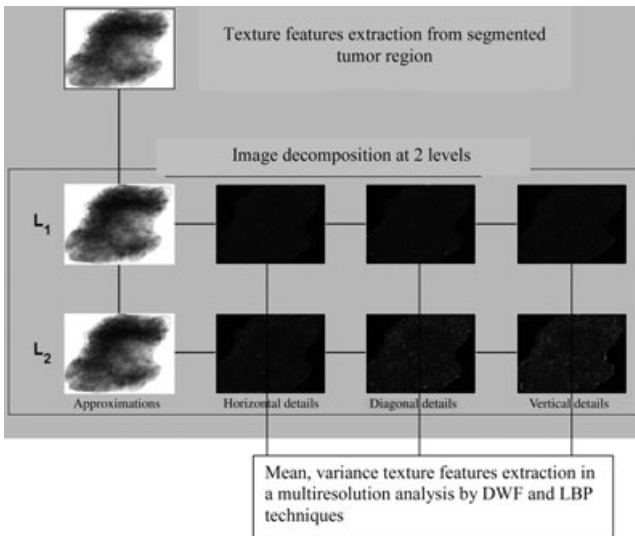 Texture features extraction from segmented
tumor region
Image decomposition at 2 levels
L1
L2
Approximations
Horizontal details
Diagonal details
Vertical details
Mean, variance texture features extraction in
a multiresolution analysis by DWF and LBP
techniques